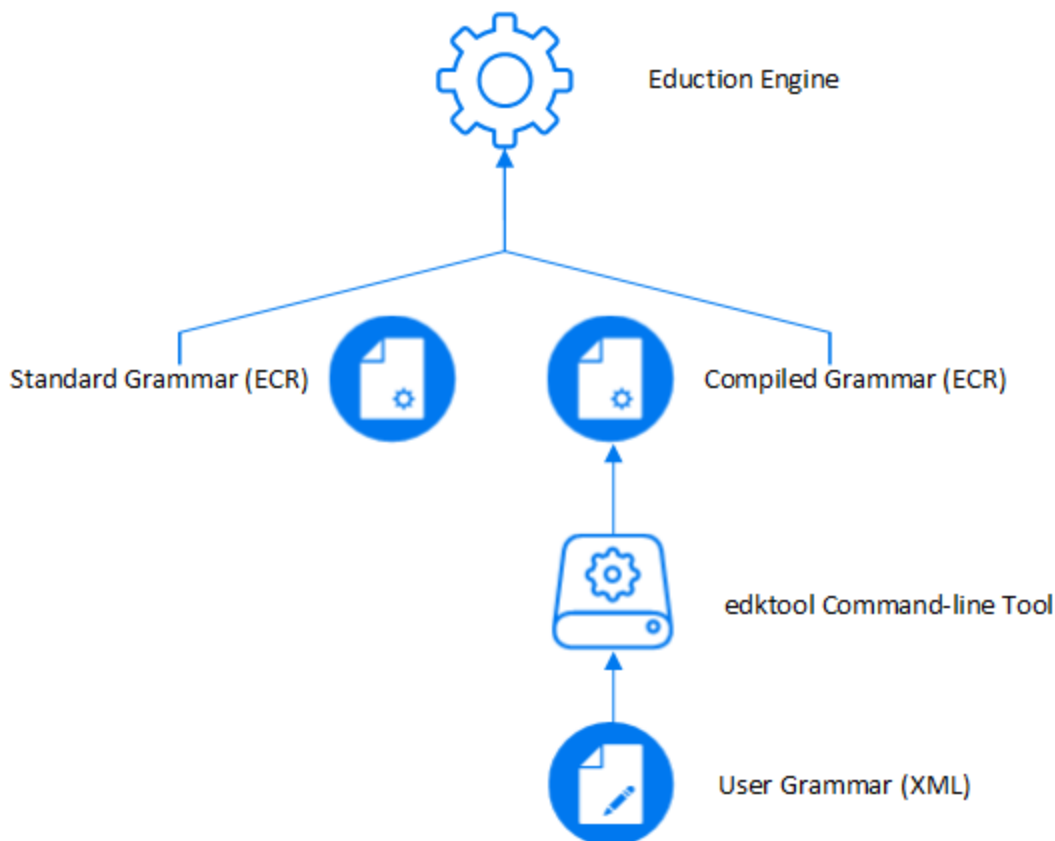 Eduction Engine
Standard Grammar (ECR)
Compiled Grammar (ECR)
edktool Command-line Tool
User Grammar (XML)